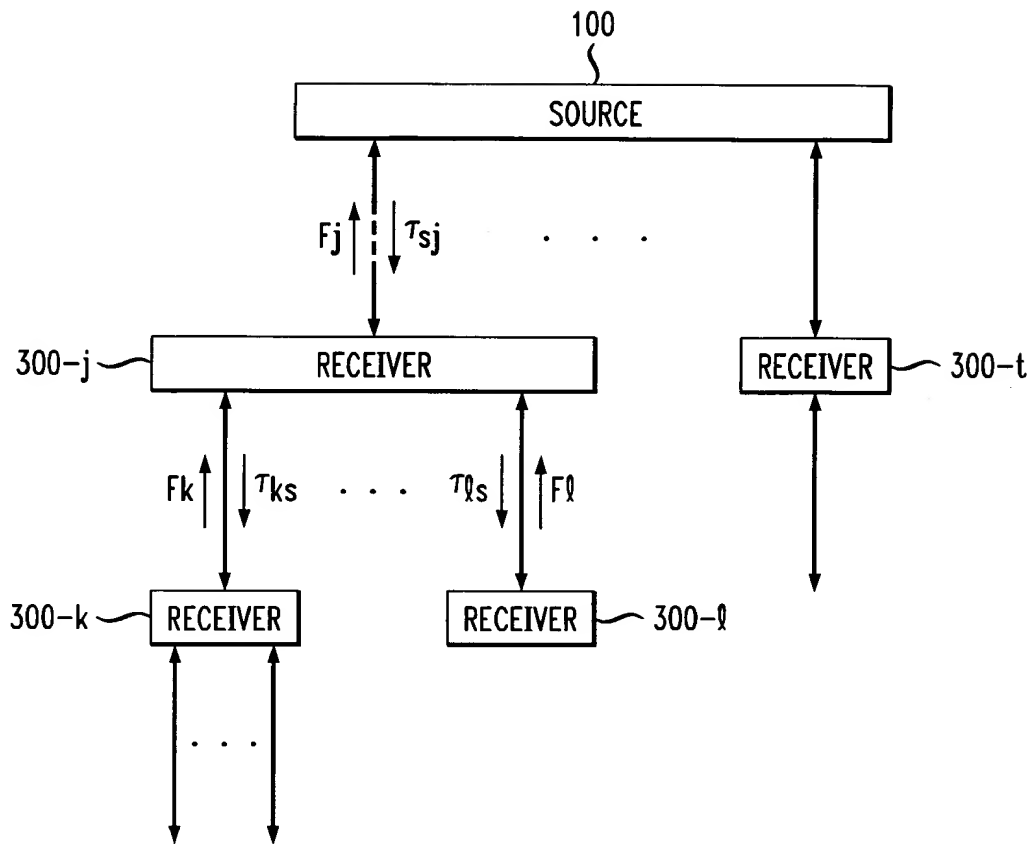 100
SOURCE
Fj τsj . . .
300-j RECEIVER RECEIVER 300-t
Fk τks . . . τℓs Fℓ
300-k RECEIVER RECEIVER 300-ℓ
. . .